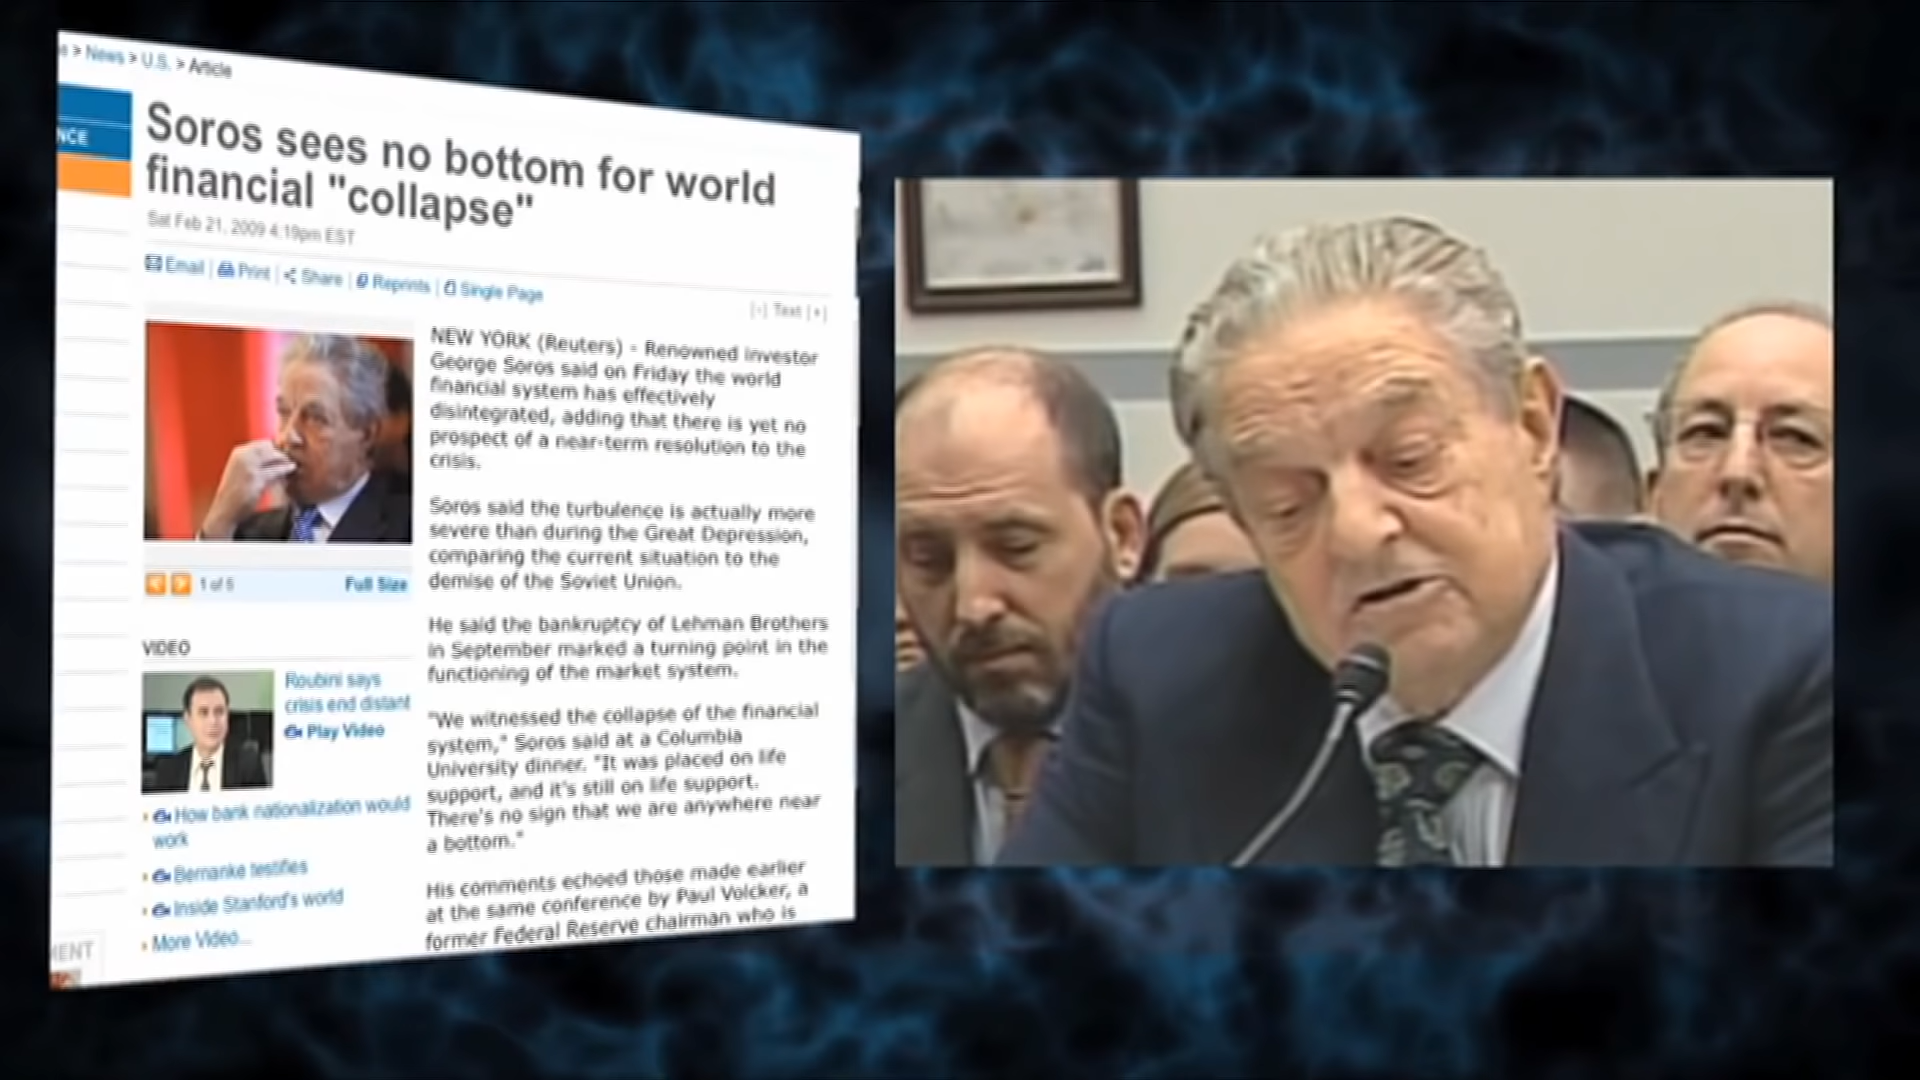 > News > U.S. > Article
NCE
Soros sees no bottom for world
financial "collapse"
Sat Feb 21, 2009 4:19pm EST
Email | Print | Share | Reprints | Single Page
[-] Text [+]
NEW YORK (Reuters) - Renowned investor
George Soros said on Friday the world
financial system has effectively
disintegrated, adding that there is yet no
prospect of a near-term resolution to the
crisis.
Soros said the turbulence is actually more
severe than during the Great Depression,
comparing the current situation to the
demise of the Soviet Union.
He said the bankruptcy of Lehman Brothers
in September marked a turning point in the
functioning of the market system.
"We witnessed the collapse of the financial
system," Soros said at a Columbia
University dinner. "It was placed on life
support, and it's still on life support.
There's no sign that we are anywhere near
a bottom."
His comments echoed those made earlier
at the same conference by Paul Volcker, a
former Federal Reserve chairman who is
1 of 6
Full Size
VIDEO
Roubini says
crisis end distant
Play Video
How bank nationalization would
work
Bernanke testifies
Inside Stanford's world
More Video...
MENT